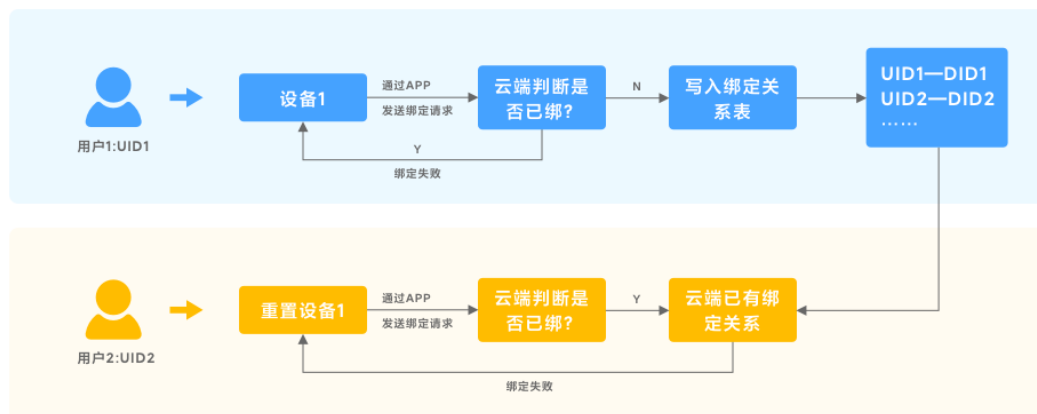 用户1:UID1
设备1
通过APP
发送绑定请求
云端判断是
否已绑？
N
写入绑定关
系表
UID1—DID1
UID2—DID2
……
Y
绑定失败
用户2:UID2
重置设备1
通过APP
发送绑定请求
云端判断是
否已绑？
Y
云端已有绑
定关系
绑定失败